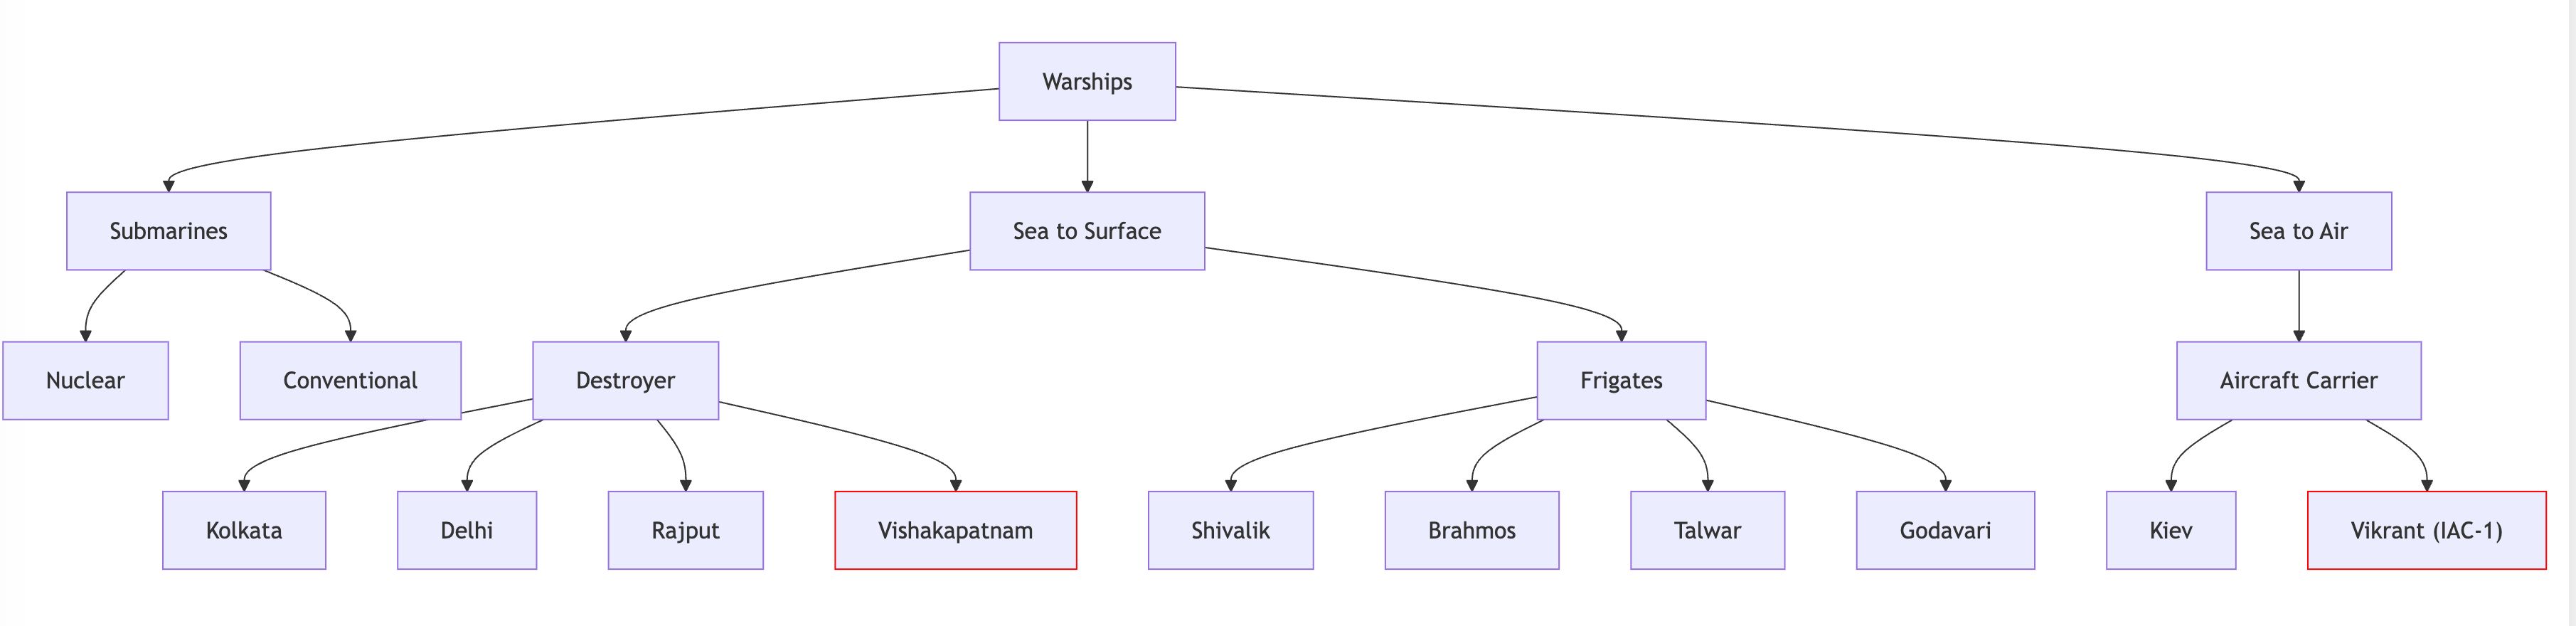 Warships
Submarines
Sea to Surface
Sea to Air
Nuclear
Conventional
Destroyer
Frigates
Aircraft Carrier
Kolkata
Delhi
Rajput
Vishakapatnam
Shivalik
Brahmos
Talwar
Godavari
Kiev
Vikrant (IAC-1)